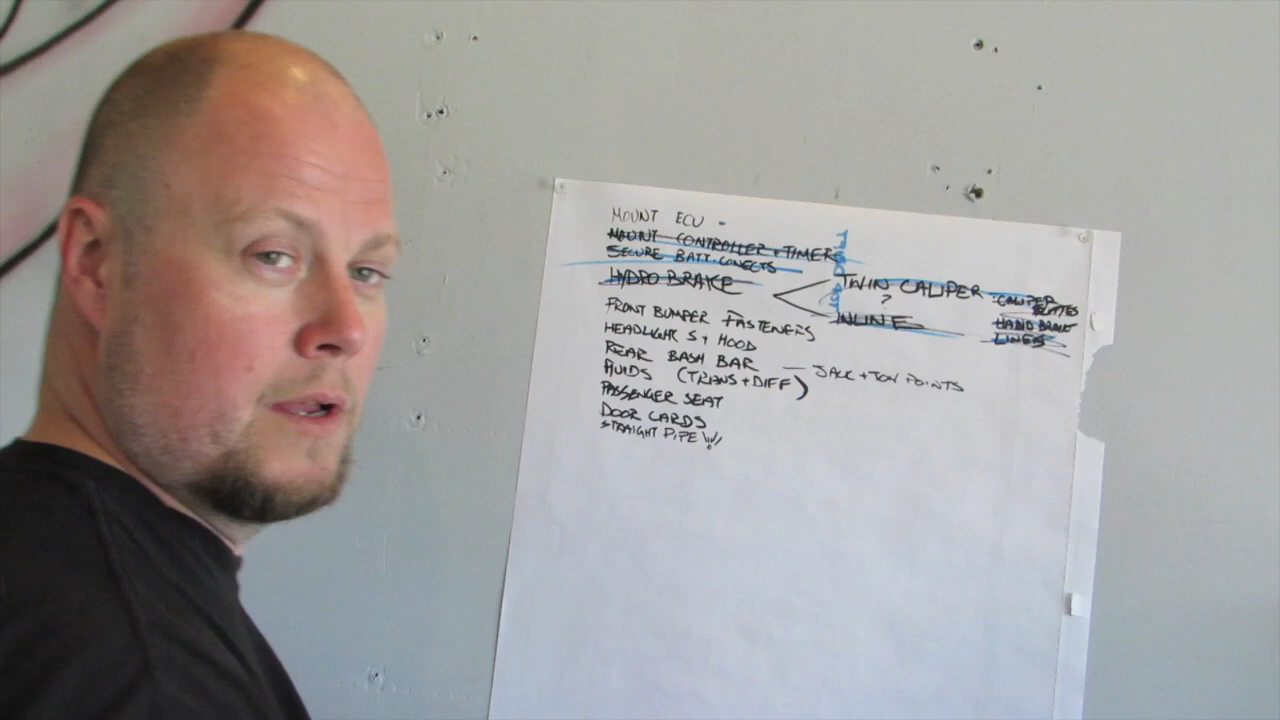 MOUNT ECU -
MOUNT CONTROLLER + TIMER
SECURE BATT. CONECTS
HYDRO BRAKE
TWIN CALIPER
?
INLINE
CALIPER
PLATES
HAND BRAKE
LINES
FRONT BUMPER FASTENERS
HEADLIGHT S + HOOD
REAR BASH BAR — JACK + TOW POINTS
FLUIDS (TRANS + DIFF)
PASSENGER SEAT
DOOR CARDS
STRAIGHT PIPE !!!